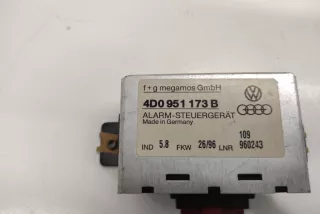 f+g megamos GmbH
4D0 951 173 B
ALARM-STEUERGERÄT
Made in Germany
109
IND 5.8 FKW 26/96 LNR 960243